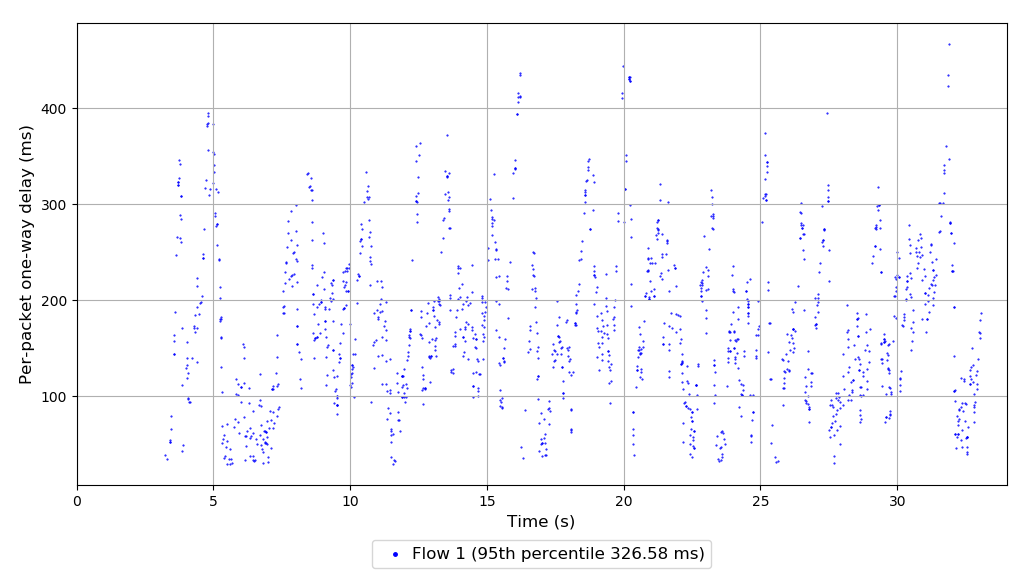 Per-packet one-way delay (ms)
400
300
200
100
0 5 10 15 20 25 30
Time (s)
Flow 1 (95th percentile 326.58 ms)